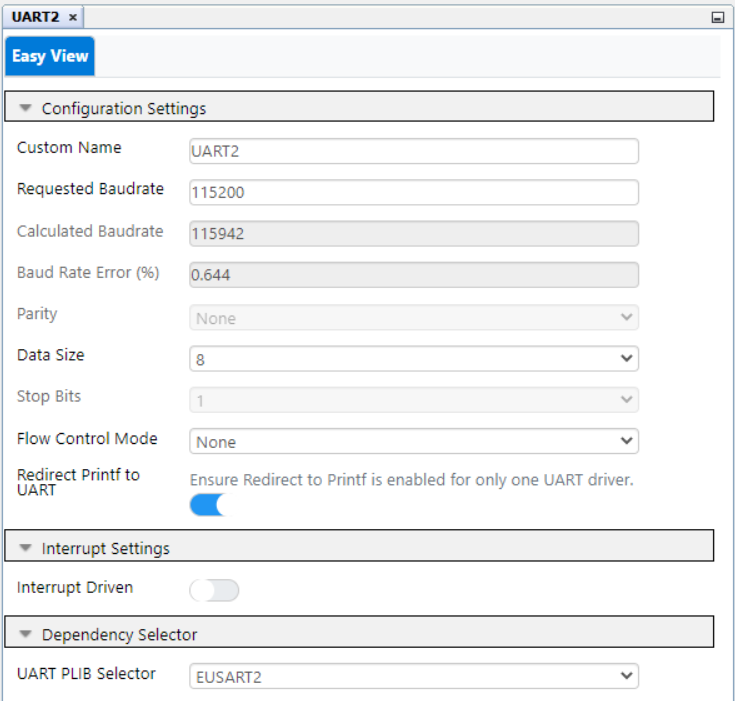 UART2 ×
Easy View
Configuration Settings
Custom Name UART2
Requested Baudrate 115200
Calculated Baudrate 115942
Baud Rate Error (%) 0.644
Parity None
Data Size 8
Stop Bits 1
Flow Control Mode None
Redirect Printf to
UART
Ensure Redirect to Printf is enabled for only one UART driver.
Interrupt Settings
Interrupt Driven
Dependency Selector
UART PLIB Selector EUSART2